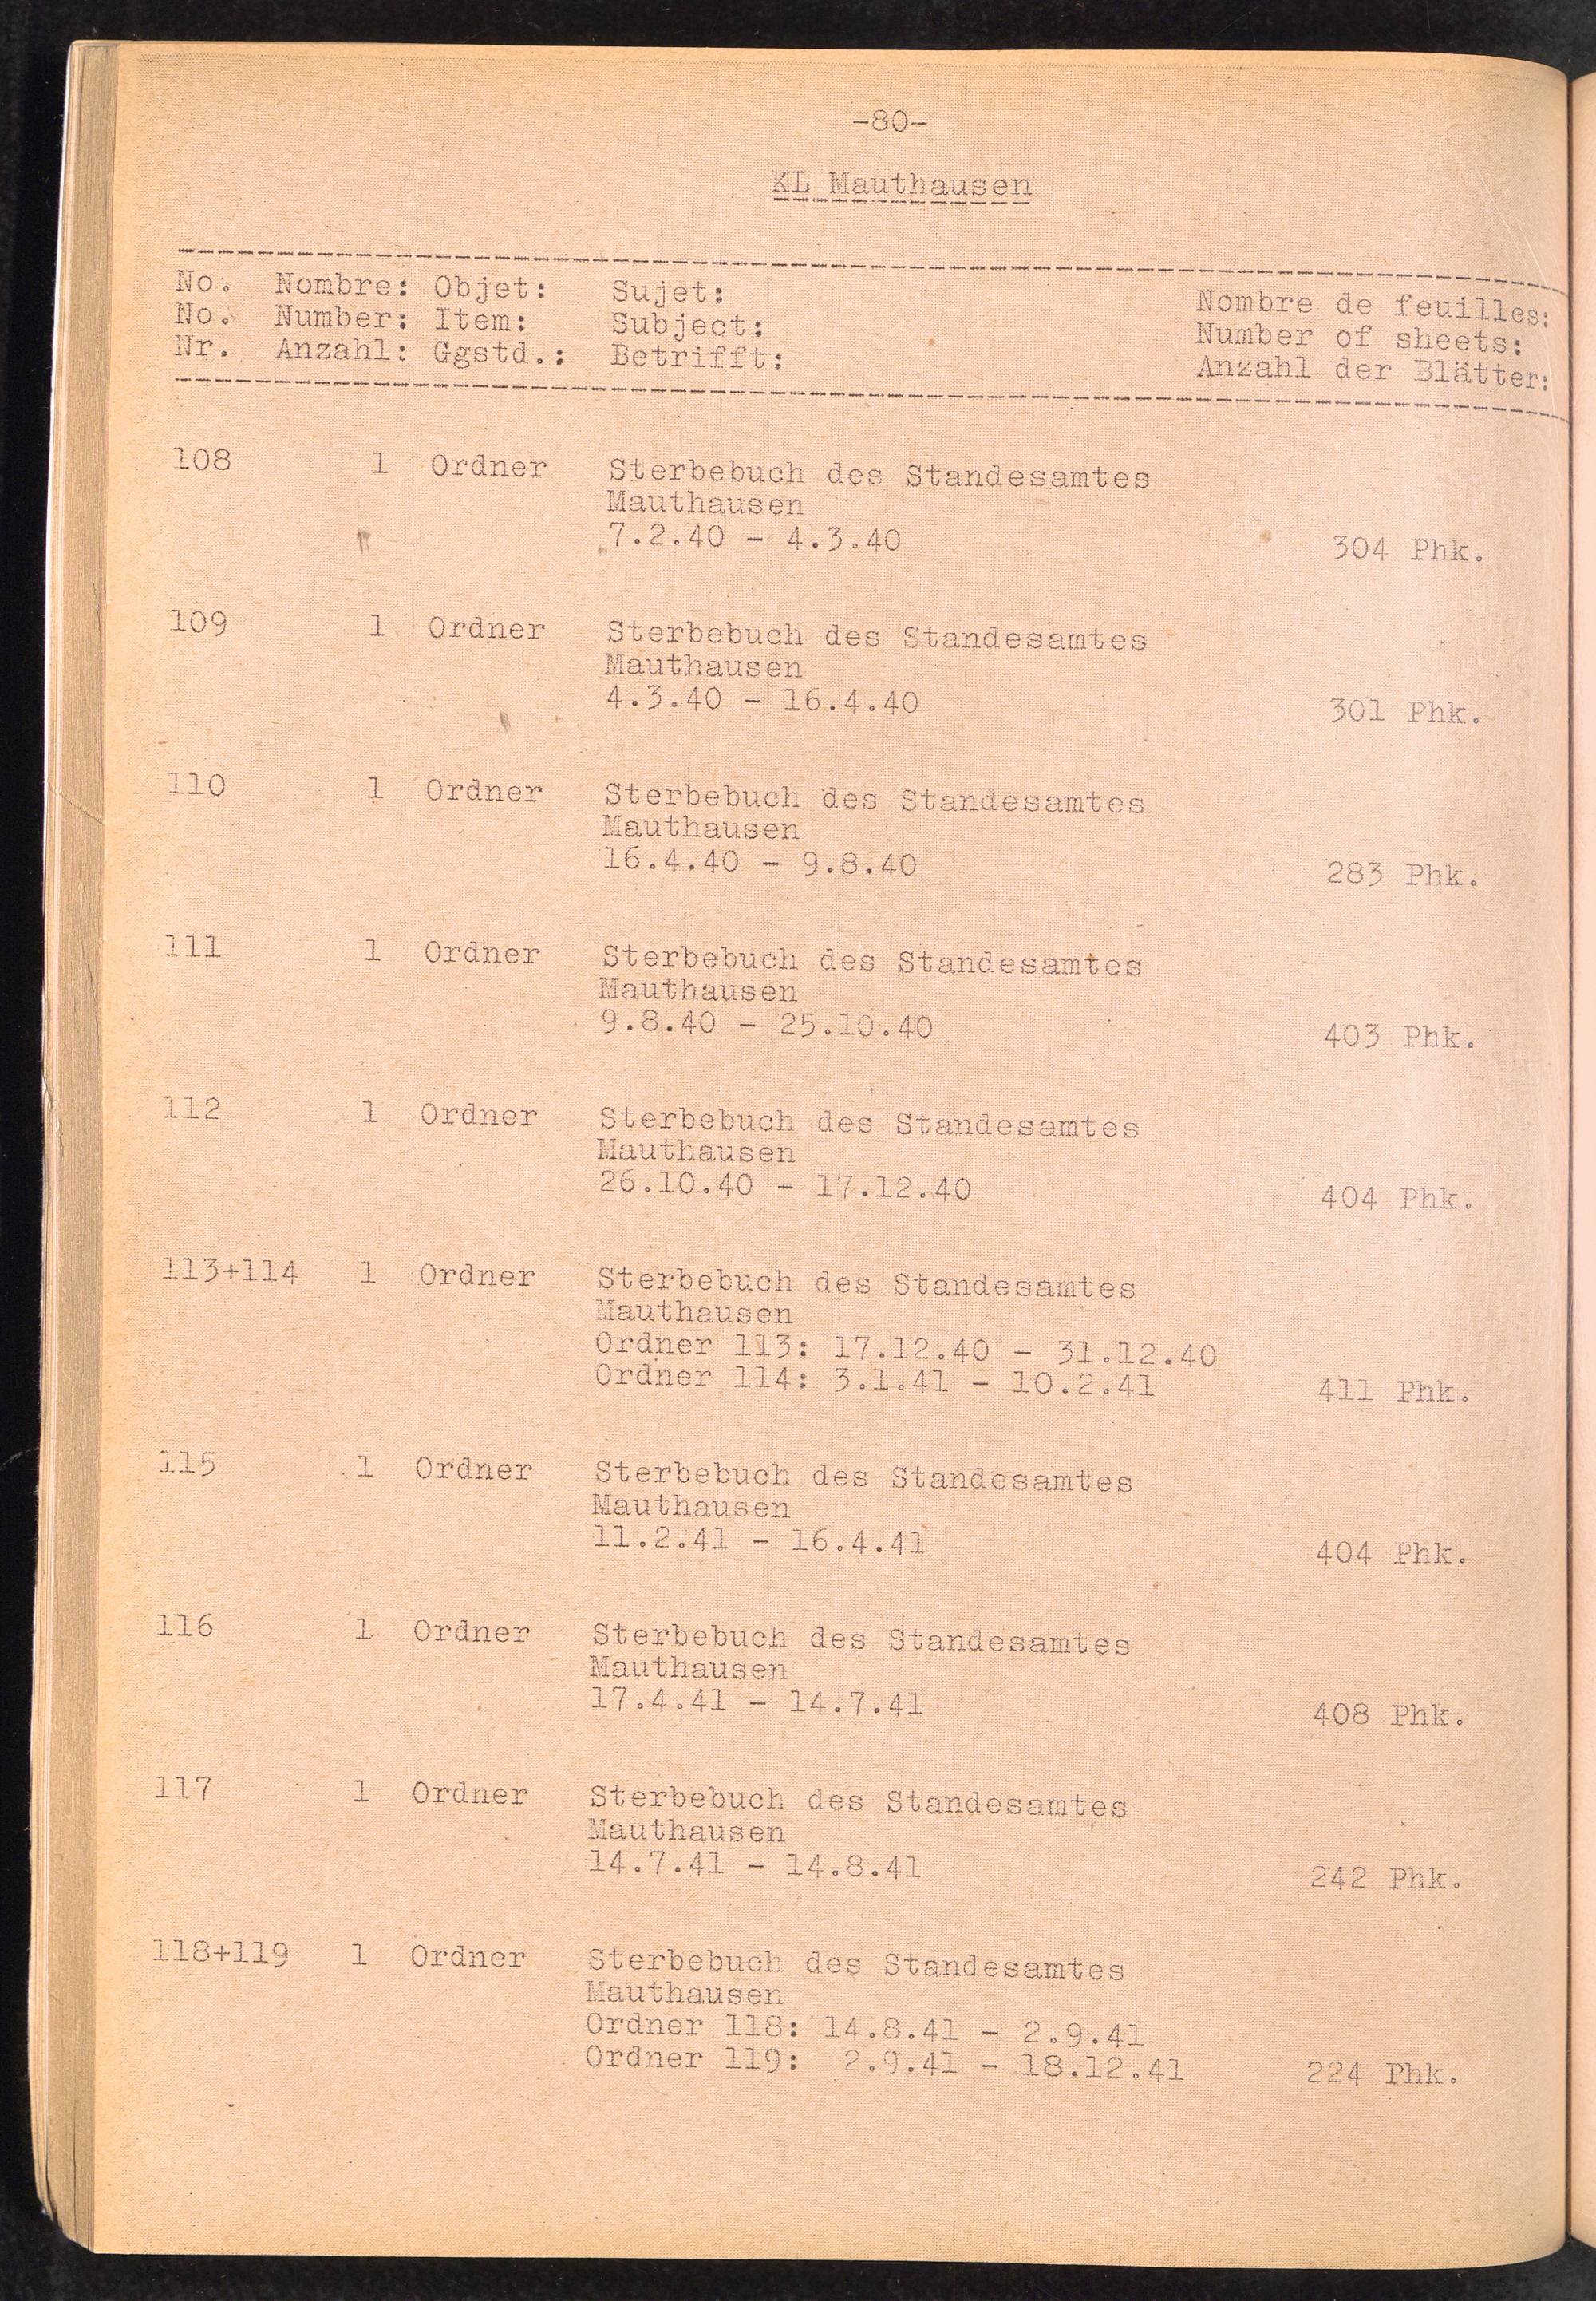 -80-
KL Mauthausen
No. Nombre: Objet: Sujet: Nombre de feuilles:
No. Number: Item: Subject: Number of sheets:
Nr. Anzahl: Ggstd.: Betrifft: Anzahl der Blätter:
108 1 Ordner Sterbebuch des Standesamtes
Mauthausen
7.2.40 - 4.3.40 304 Phk.
109 1 Ordner Sterbebuch des Standesamtes
Mauthausen
4.3.40 - 16.4.40 301 Phk.
110 1 Ordner Sterbebuch des Standesamtes
Mauthausen
16.4.40 - 9.8.40 283 Phk.
111 1 Ordner Sterbebuch des Standesamtes
Mauthausen
9.8.40 - 25.10.40 403 Phk.
112 1 Ordner Sterbebuch des Standesamtes
Mauthausen
26.10.40 - 17.12.40 404 Phk.
113+114 1 Ordner Sterbebuch des Standesamtes
Mauthausen
Ordner 113: 17.12.40 - 31.12.40
Ordner 114: 3.1.41 - 10.2.41 411 Phk.
115 1 Ordner Sterbebuch des Standesamtes
Mauthausen
11.2.41 - 16.4.41 404 Phk.
116 1 Ordner Sterbebuch des Standesamtes
Mauthausen
17.4.41 - 14.7.41 408 Phk.
117 1 Ordner Sterbebuch des Standesamtes
Mauthausen
14.7.41 - 14.8.41 242 Phk.
118+119 1 Ordner Sterbebuch des Standesamtes
Mauthausen
Ordner 118: 14.8.41 - 2.9.41
Ordner 119: 2.9.41 - 18.12.41 224 Phk.